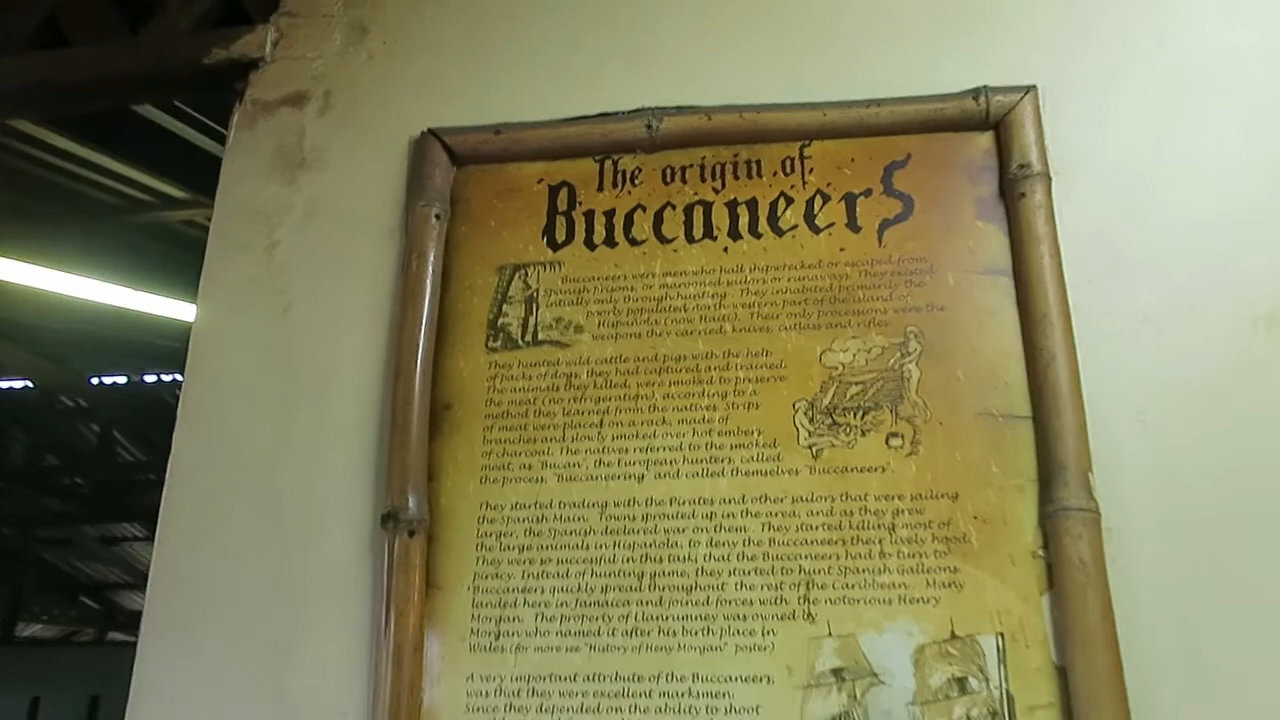 The origin of
Buccaneers
Buccaneers were men who hall shipwrecked or escaped from
Spanish prisons, or marooned sailors or runaways. They existed
intially only through hunting. They inhabited primarily the
poorly populated north-western part of the island of
Hispañola (now Haiti). Their only processions were the
weapons they carried, knives, cutlass and rifles.
They hunted wild cattle and pigs with the help
of packs of dogs, they had captured and trained.
The animals they killed, were smoked to preserve
the meat (no refrigeration), according to a
method they learned from the natives. Strips
of meat were placed on a rack, made of
branches and slowly smoked over hot embers
of charcoal. The natives referred to the smoked
meat, as "Bucan", the European hunters, called
the process, "Buccaneering" and called themselves "Buccaneers".
They started trading with the Pirates and other sailors that were sailing
the Spanish Main. Towns sprouted up in the area, and as they grew
larger, the Spanish declared war on them. They started killing most of
the large animals in Hispañola, to deny the Buccaneers their lively hood.
They were so successful in this task, that the Buccaneers had to turn to
piracy. Instead of hunting game, they started to hunt Spanish Galleons.
Buccaneers quickly spread throughout the rest of the Caribbean. Many
landed here in Jamaica and joined forces with the notorious Henry
Morgan. The property of Llanrumney was owned by
Morgan who named it after his birth place in
Wales (for more see "History of Heny Morgan" poster)
A very important attribute of the Buccaneers,
was that they were excellent marksmen.
Since they depended on the ability to shoot